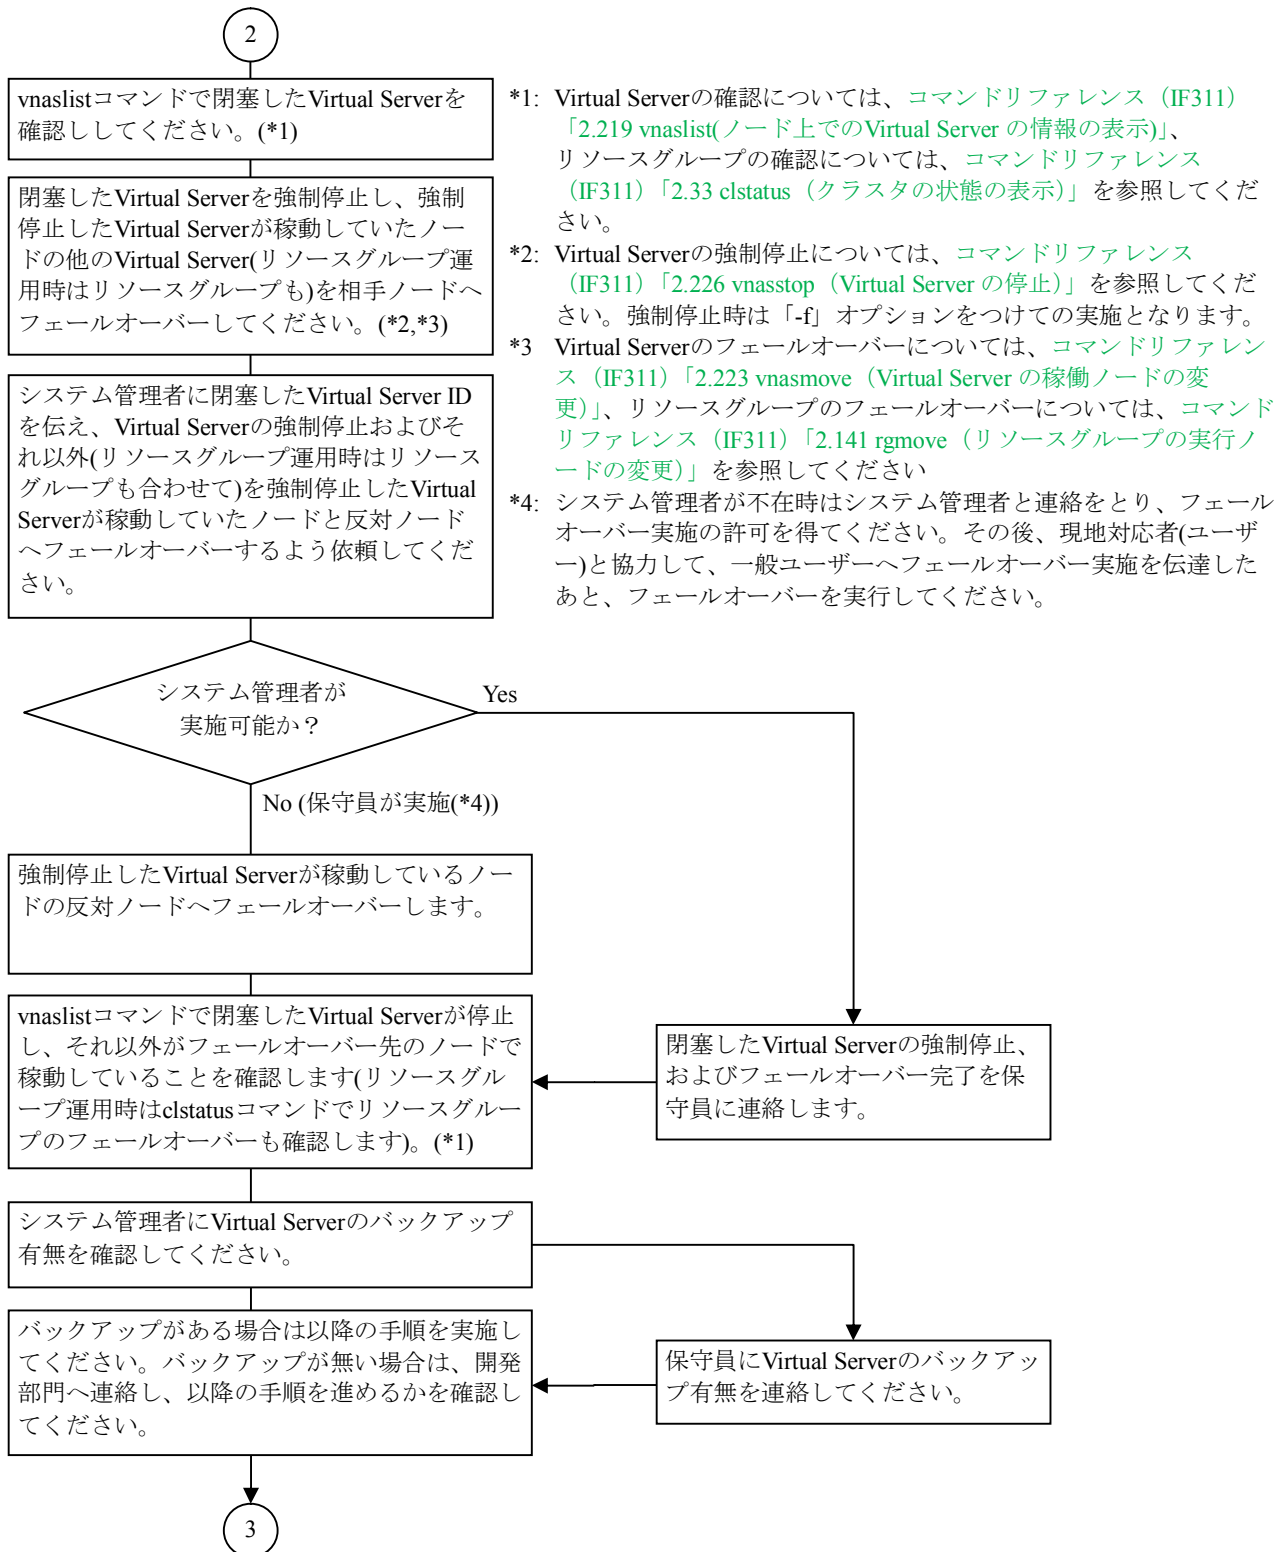 2
vnaslistコマンドで閉塞したVirtual Serverを
確認ししてください。(*1)
閉塞したVirtual Serverを強制停止し、強制
停止したVirtual Serverが稼動していたノー
ドの他のVirtual Server(リソースグループ運
用時はリソースグループも)を相手ノードへ
フェールオーバーしてください。(*2,*3)
システム管理者に閉塞したVirtual Server ID
を伝え、Virtual Serverの強制停止およびそ
れ以外(リソースグループ運用時はリソース
グループも合わせて)を強制停止したVirtual
Serverが稼動していたノードと反対ノード
へフェールオーバーするよう依頼してくだ
さい。
*1: Virtual Serverの確認については、コマンドリファレンス（IF311）
「2.219 vnaslist(ノード上でのVirtual Server の情報の表示)」、
リソースグループの確認については、コマンドリファレンス
（IF311）「2.33 clstatus（クラスタの状態の表示）」を参照してくだ
さい。
*2: Virtual Serverの強制停止については、コマンドリファレンス
（IF311）「2.226 vnasstop（Virtual Server の停止）」を参照してくだ
さい。強制停止時は「-f」オプションをつけての実施となります。
*3 Virtual Serverのフェールオーバーについては、コマンドリファレン
ス（IF311）「2.223 vnasmove（Virtual Server の稼働ノードの変
更）」、リソースグループのフェールオーバーについては、コマンド
リファレンス（IF311）「2.141 rgmove（リソースグループの実行ノ
ードの変更）」を参照してください
*4: システム管理者が不在時はシステム管理者と連絡をとり、フェール
オーバー実施の許可を得てください。その後、現地対応者(ユーザ
ー)と協力して、一般ユーザーへフェールオーバー実施を伝達した
あと、フェールオーバーを実行してください。
システム管理者が
実施可能か？
Yes
No (保守員が実施(*4))
強制停止したVirtual Serverが稼動しているノー
ドの反対ノードへフェールオーバーします。
vnaslistコマンドで閉塞したVirtual Serverが停止
し、それ以外がフェールオーバー先のノードで
稼動していることを確認します(リソースグル
ープ運用時はclstatusコマンドでリソースグルー
プのフェールオーバーも確認します)。(*1)
閉塞したVirtual Serverの強制停止、
およびフェールオーバー完了を保
守員に連絡します。
システム管理者にVirtual Serverのバックアップ
有無を確認してください。
バックアップがある場合は以降の手順を実施し
てください。バックアップが無い場合は、開発
部門へ連絡し、以降の手順を進めるかを確認し
てください。
保守員にVirtual Serverのバックアッ
プ有無を連絡してください。
3